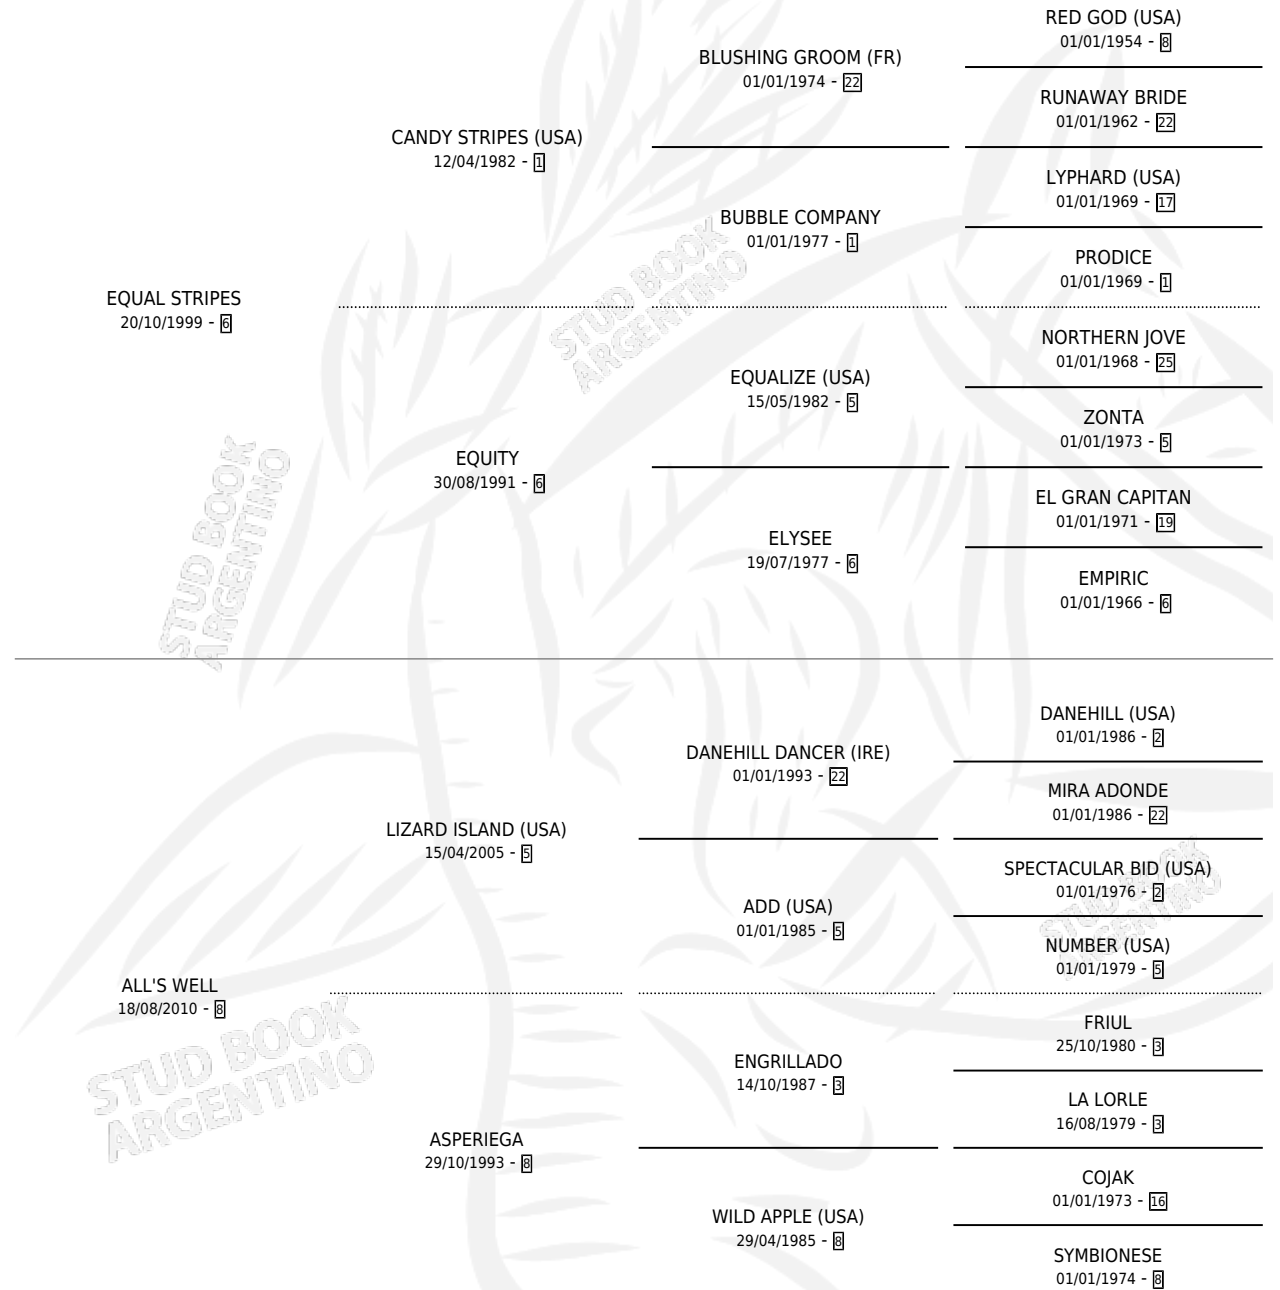 RED GOD (USA)
01/01/1954 - 8
BLUSHING GROOM (FR)
01/01/1974 - 22
RUNAWAY BRIDE
01/01/1962 - 22
CANDY STRIPES (USA)
12/04/1982 - 1
LYPHARD (USA)
01/01/1969 - 17
BUBBLE COMPANY
01/01/1977 - 1
PRODICE
01/01/1969 - 1
EQUAL STRIPES
20/10/1999 - 6
STUD BOOK
ARGENTINO
NORTHERN JOVE
01/01/1968 - 25
EQUALIZE (USA)
15/05/1982 - 5
ZONTA
01/01/1973 - 5
EQUITY
30/08/1991 - 6
EL GRAN CAPITAN
01/01/1971 - 19
ELYSEE
19/07/1977 - 6
EMPIRIC
01/01/1966 - 6
STUD BOOK
ARGENTINO
DANEHILL (USA)
01/01/1986 - 2
DANEHILL DANCER (IRE)
01/01/1993 - 22
MIRA ADONDE
01/01/1986 - 22
LIZARD ISLAND (USA)
15/04/2005 - 5
SPECTACULAR BID (USA)
01/01/1976 - 2
STUD BOOK
ARGENTINO
ADD (USA)
01/01/1985 - 5
NUMBER (USA)
01/01/1979 - 5
ALL'S WELL
18/08/2010 - 8
STUD BOOK
ARGENTINO
FRIUL
25/10/1980 - 3
ENGRILLADO
14/10/1987 - 3
LA LORLE
16/08/1979 - 3
ASPERIEGA
29/10/1993 - 8
COJAK
01/01/1973 - 16
WILD APPLE (USA)
29/04/1985 - 8
SYMBIONESE
01/01/1974 - 8